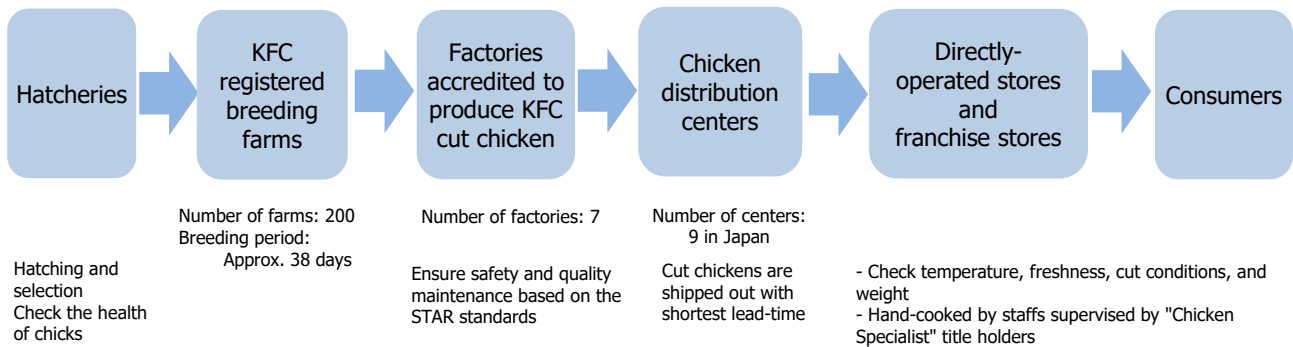 Hatcheries
KFC
registered
breeding
farms
Factories
accredited to
produce KFC
cut chicken
Chicken
distribution
centers
Directly-
operated stores
and
franchise stores
Consumers
Hatching and
selection
Check the health
of chicks
Number of farms: 200
Breeding period:
Approx. 38 days
Number of factories: 7
Ensure safety and quality
maintenance based on the
STAR standards
Number of centers:
9 in Japan
Cut chickens are
shipped out with
shortest lead-time
- Check temperature, freshness, cut conditions, and
weight
- Hand-cooked by staffs supervised by "Chicken
Specialist" title holders